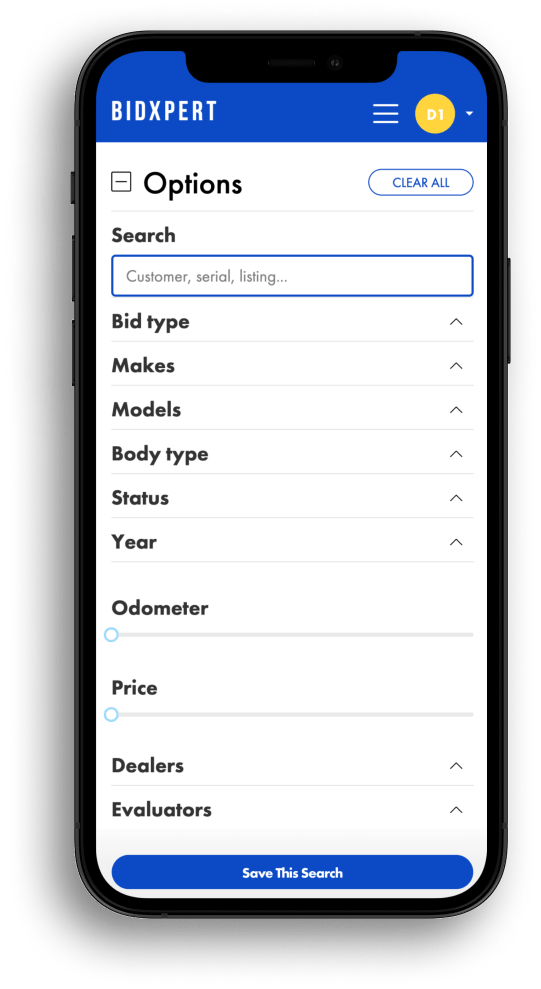 BIDXPERT
D1
Options
CLEAR ALL
Search
Customer, serial, listing...
Bid type
Makes
Models
Body type
Status
Year
Odometer
Price
Dealers
Evaluators
Save This Search